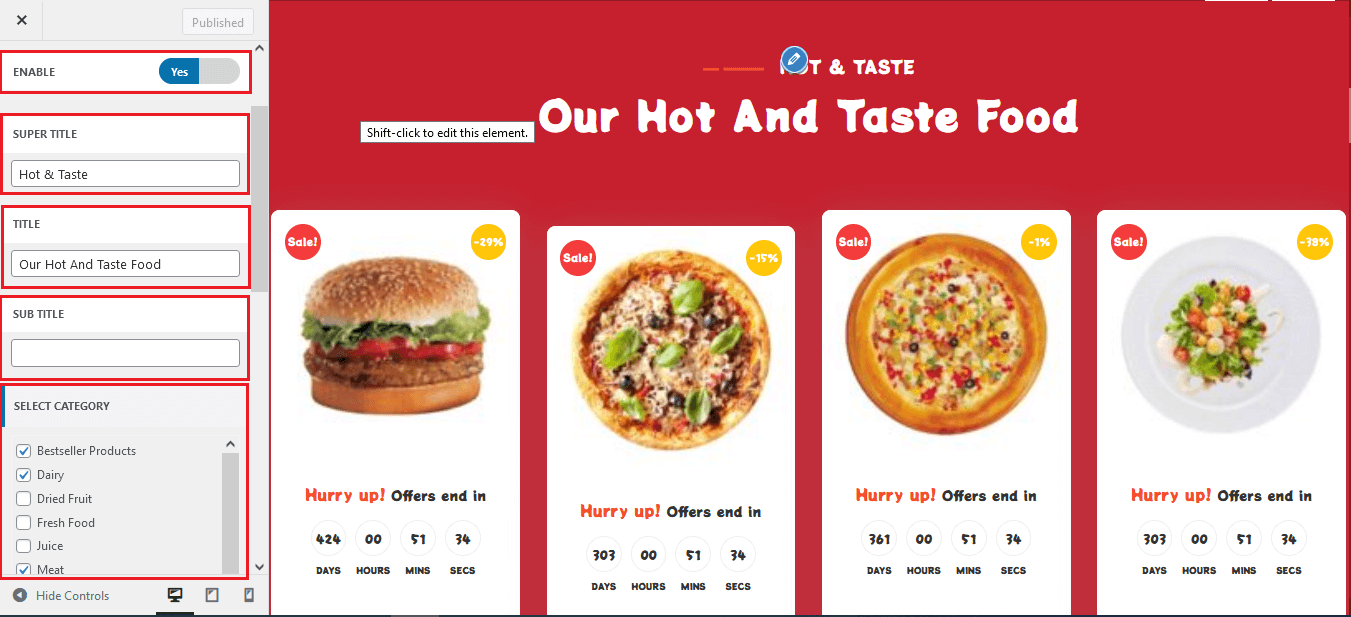 Published
ENABLE
Yes
SUPER TITLE
Hot & Taste
TITLE
Our Hot And Taste Food
SUB TITLE
SELECT CATEGORY
Bestseller Products
Dairy
Dried Fruit
Fresh Food
Juice
Meat
Hide Controls
T & TASTE
Our Hot And Taste Food
Shift-click to edit this element.
Sale!
-29%
Hurry up! Offers end in
424 00 51 34
DAYS HOURS MINS SECS
Sale!
-15%
Hurry up! Offers end in
303 00 51 34
DAYS HOURS MINS SECS
Sale!
-1%
Hurry up! Offers end in
361 00 51 34
DAYS HOURS MINS SECS
Sale!
-38%
Hurry up! Offers end in
303 00 51 34
DAYS HOURS MINS SECS